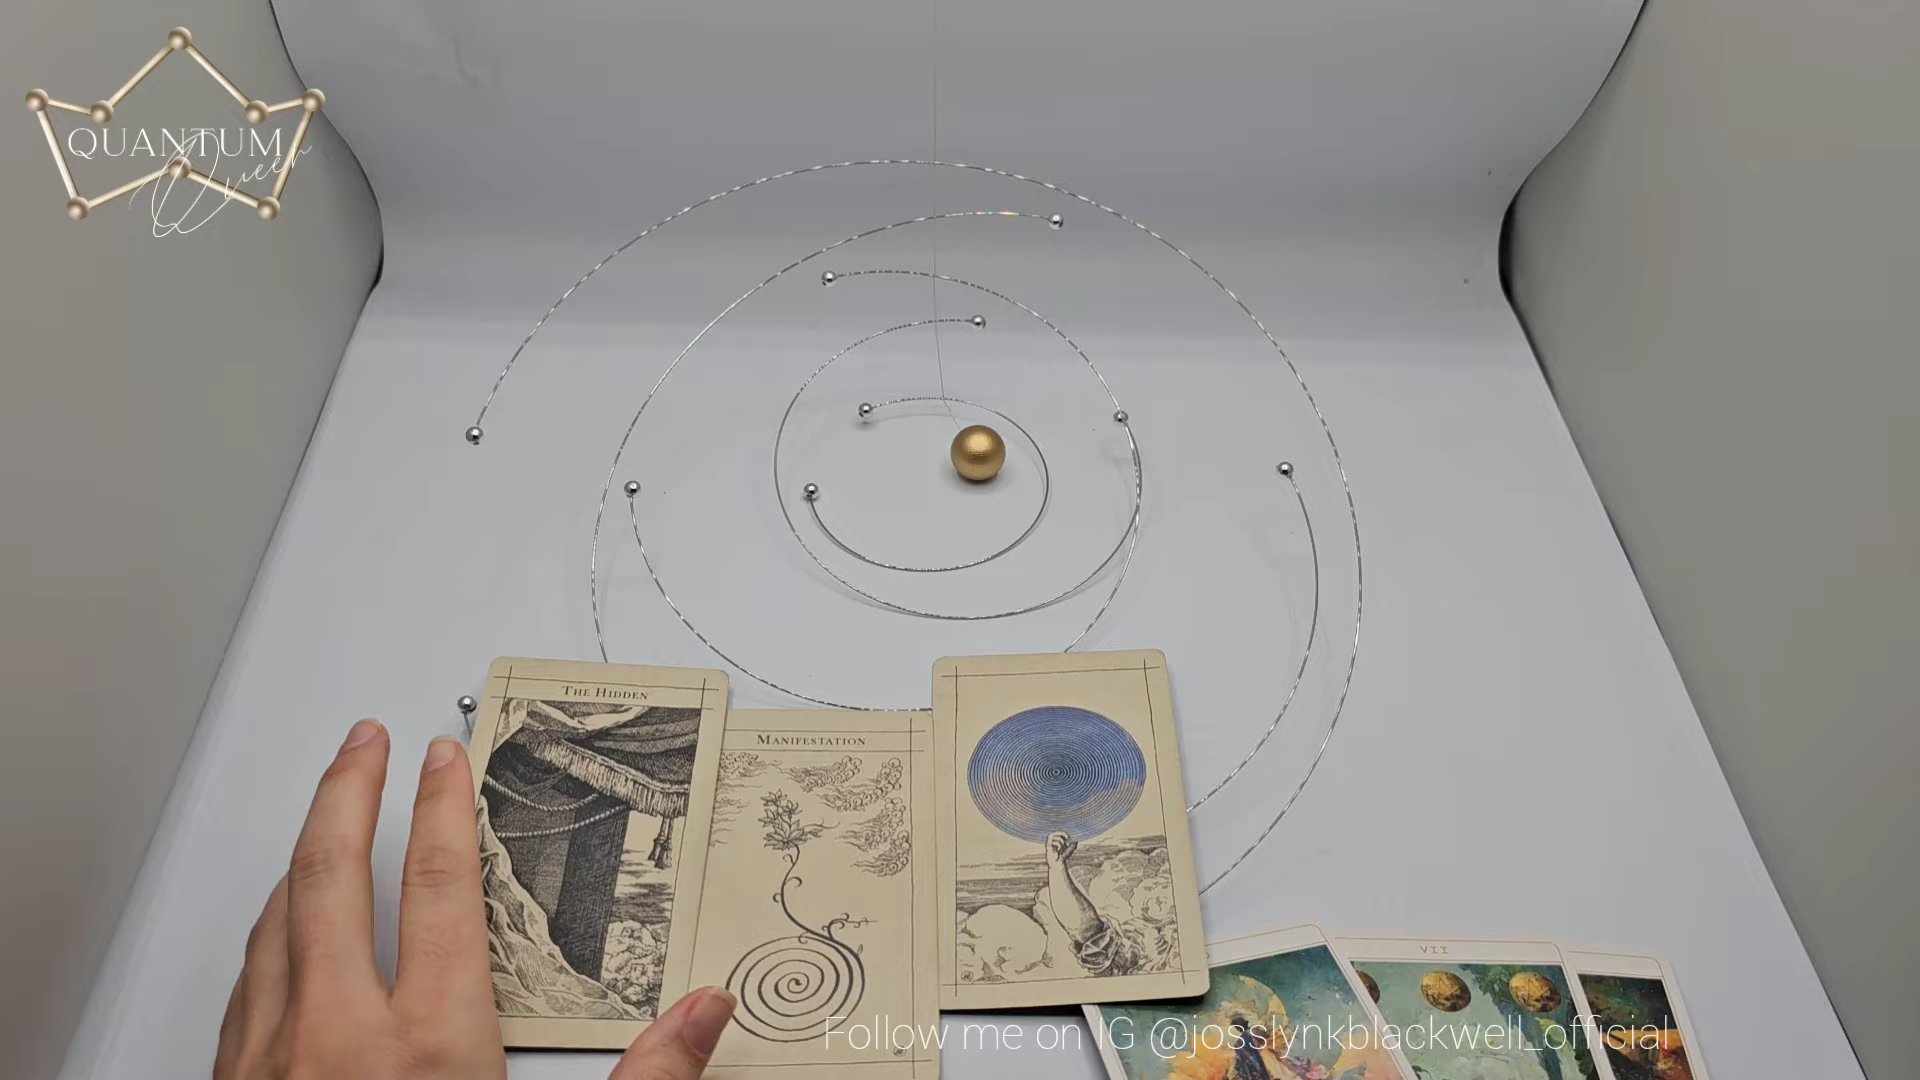 QUANTUM
Queen
THE HIDDEN
MANIFESTATION
VII
Follow me on IG @josslynkblackwell_official